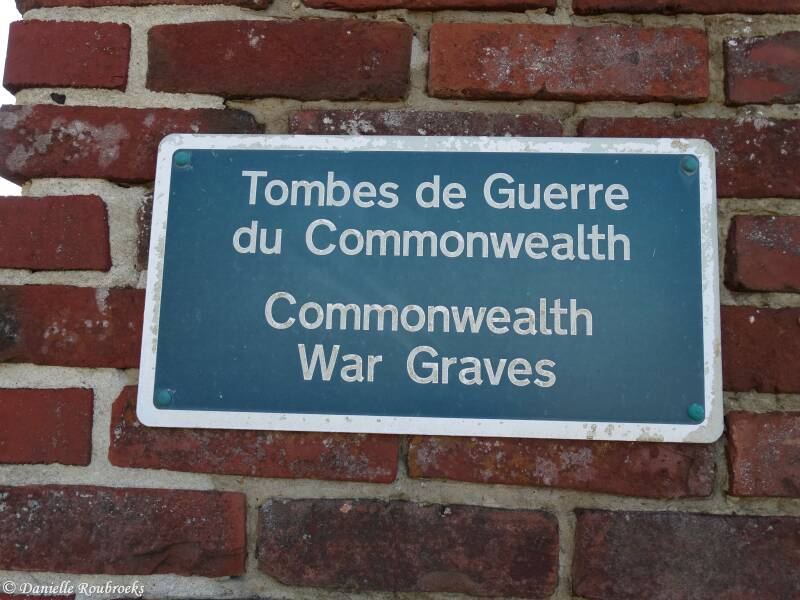 Tombes de Guerre
du Commonwealth
Commonwealth
War Graves
© Danielle Roubroeks